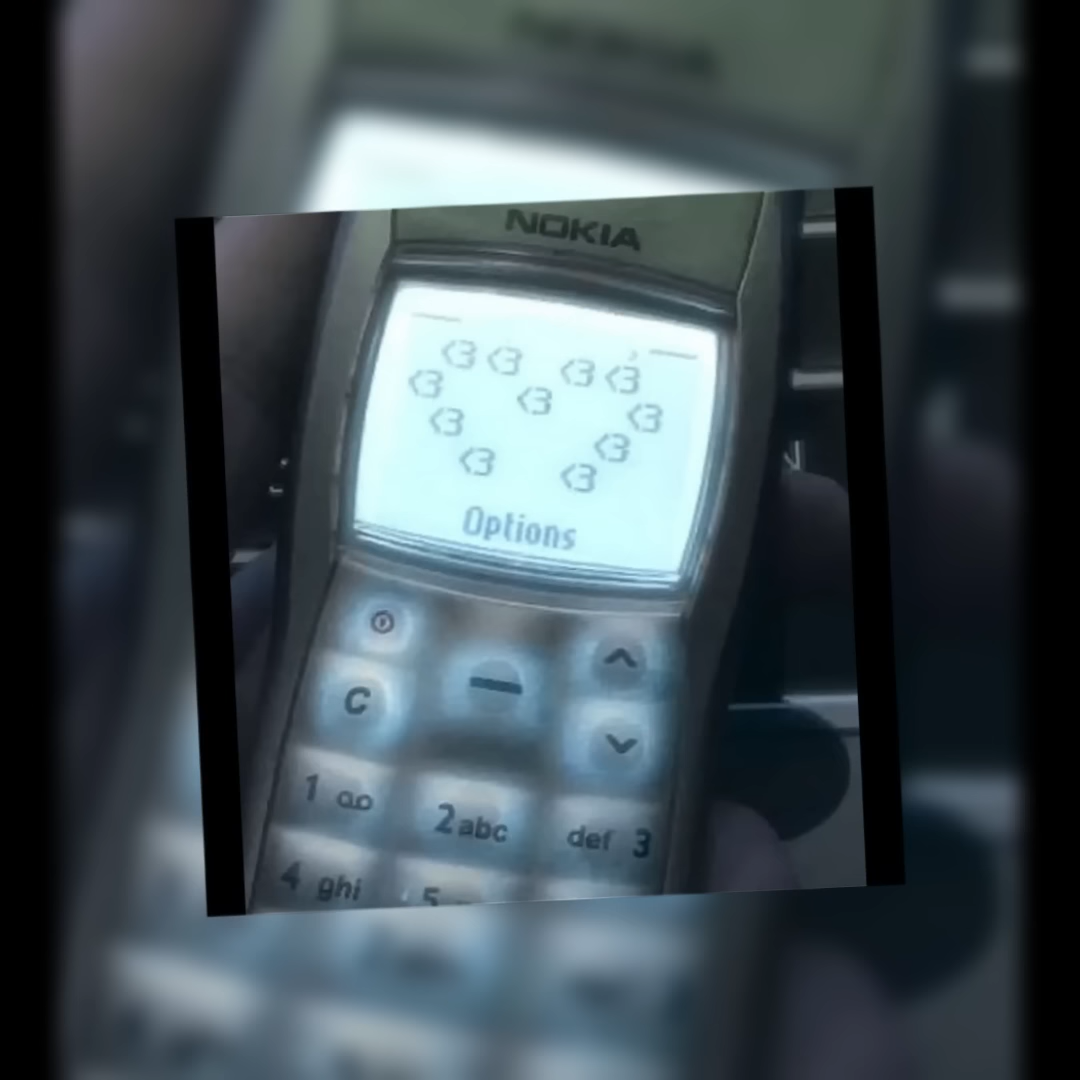 NOKIA
<3 <3 <3 <3
<3 <3 <3
<3 <3
<3 <3
Options
C
1
2abc
def 3
4 ghi
5